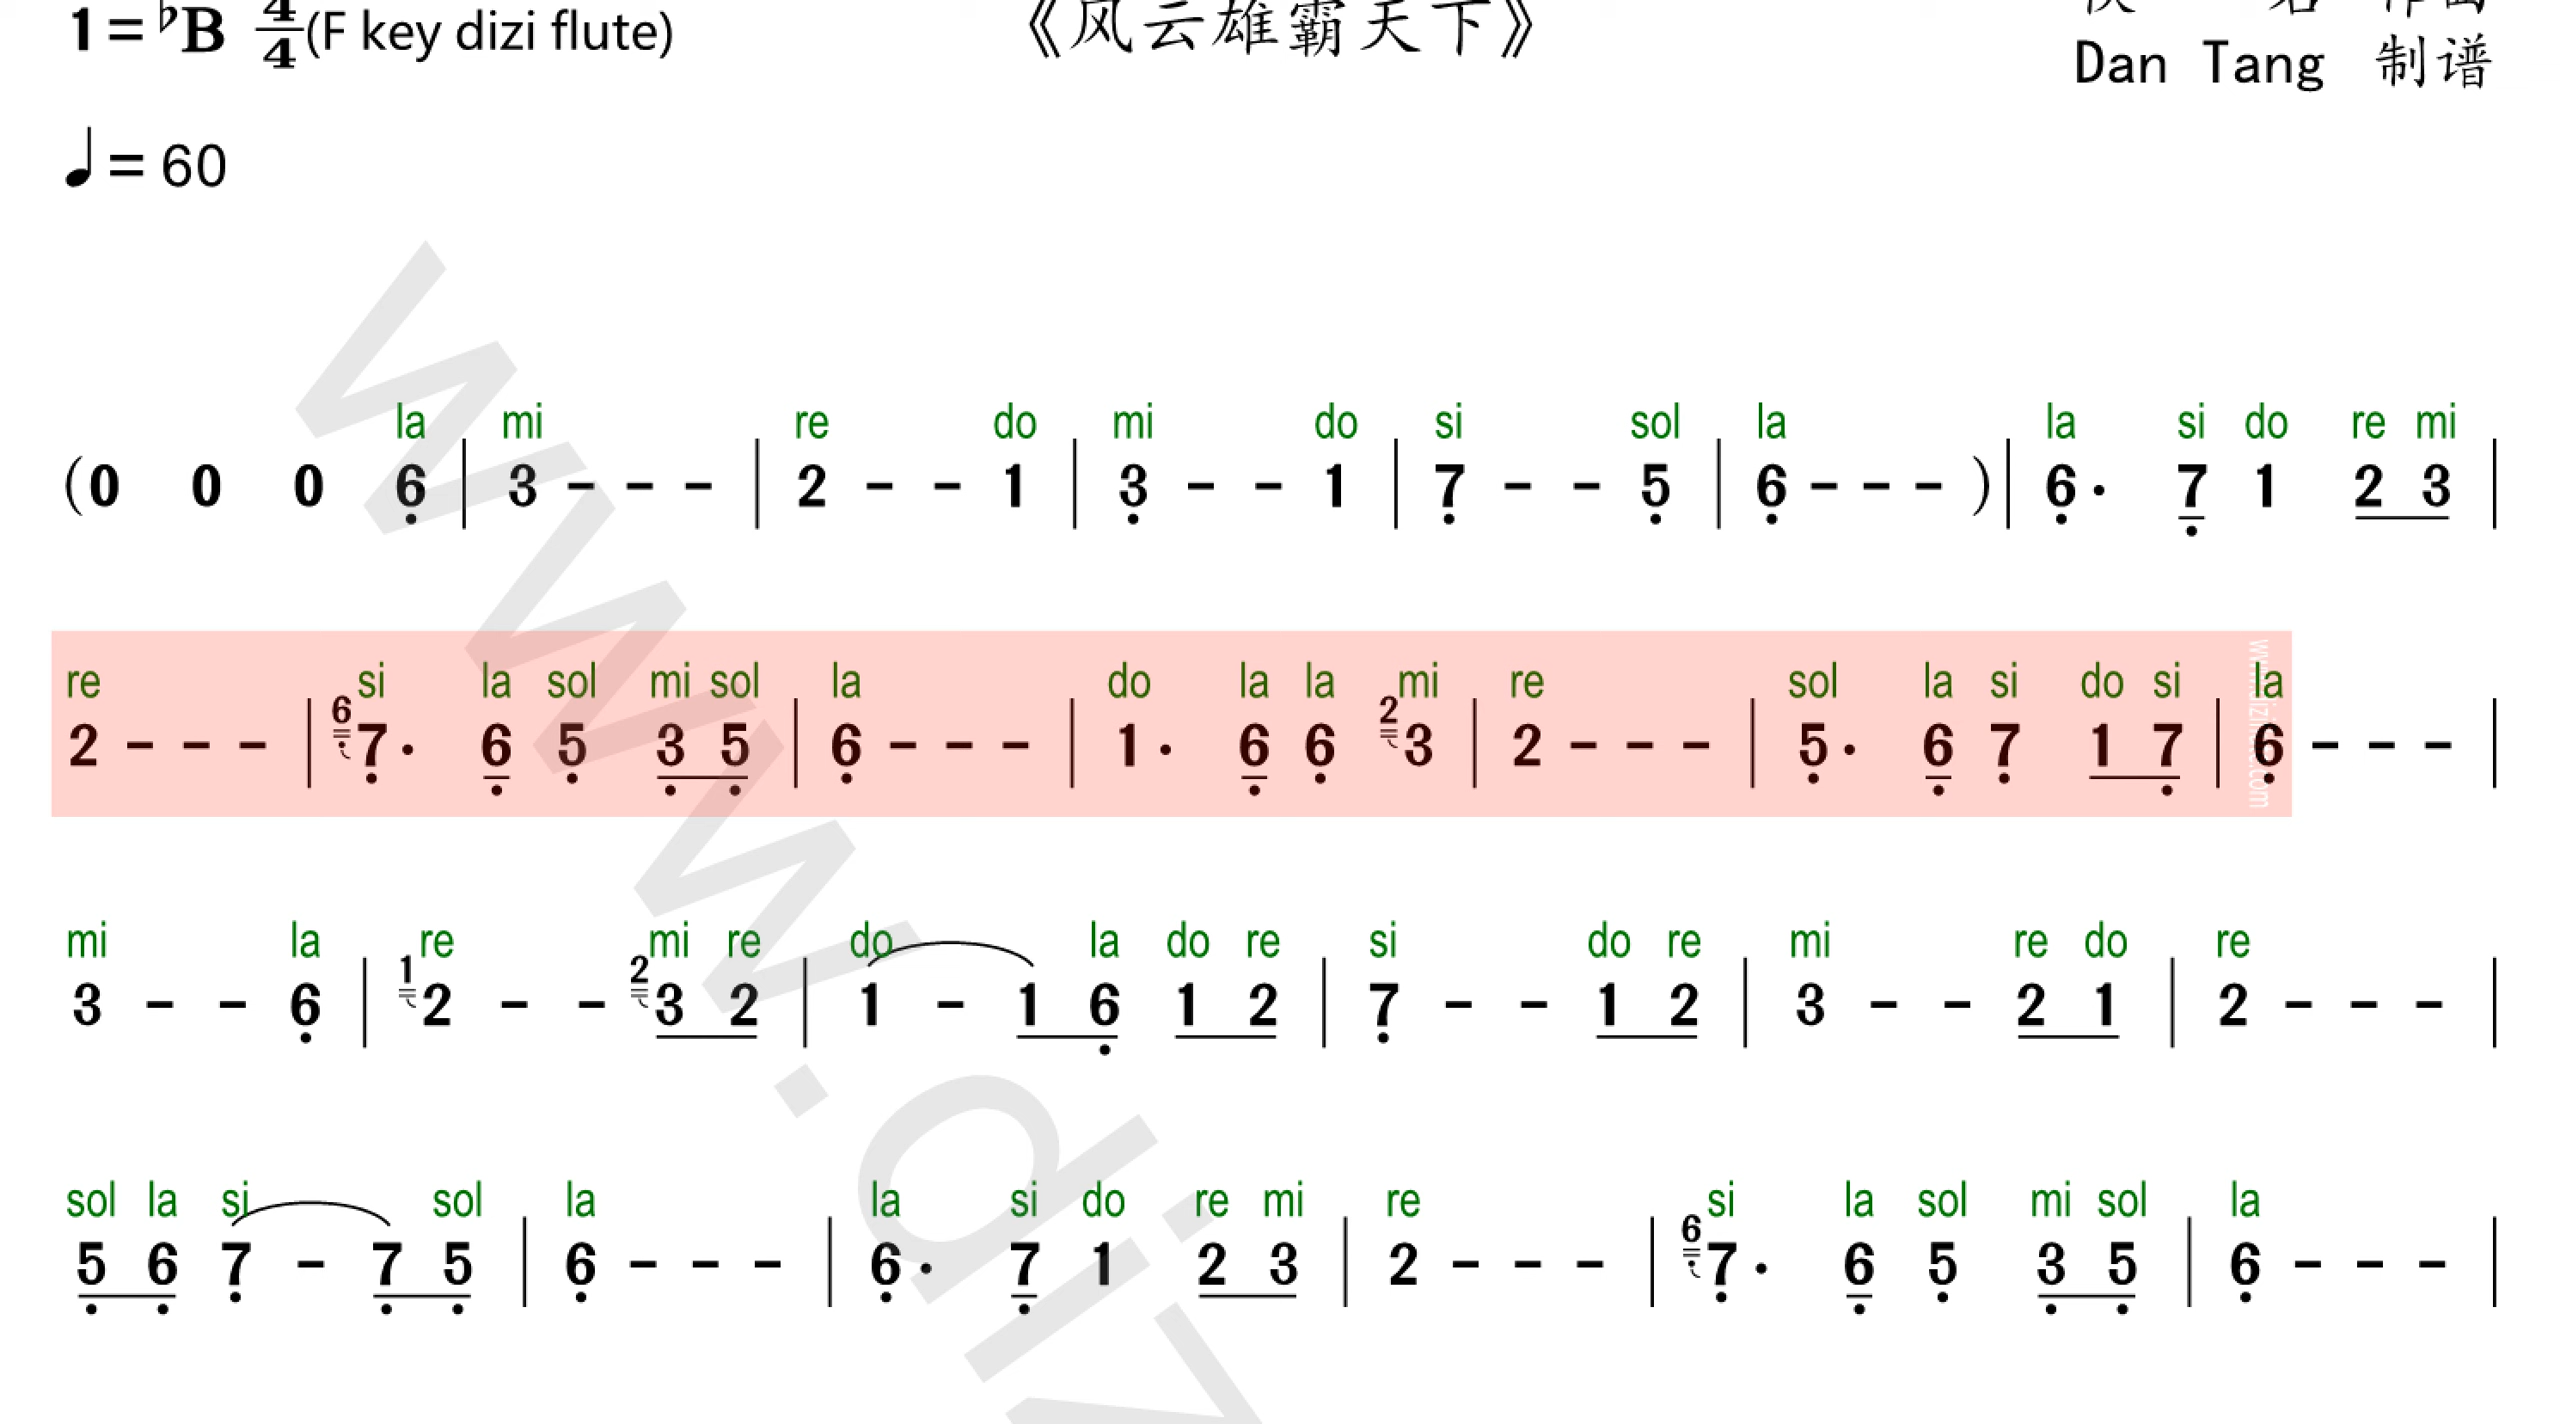 1=♭B 4/4(F key dizi flute)
《风云雄霸天下》
Dan Tang 制谱
♩=60
la mi re do mi do si sol la la si do re mi
(0 0 0 6̣ | 3 - - - | 2 - - 1 | 3̣ - - 1 | 7̣ - - 5̣ | 6̣ - - - ) | 6̣· 7̣ 1 2 3 |
re si la sol mi sol la do la la mi re sol la si do si la
2 - - - | 6̣ 7̣· 6̣ 5̣ 3̣ 5̣ | 6̣ - - - | 1· 6̣ 6̣ 2 3 | 2 - - - | 5̣· 6̣ 7̣ 1 7̣ | 6̣ - - - |
mi la re mi re do la do re si do re mi re do re
3 - - 6̣ | 1 2 - - 2 3 2 | 1 - 1 6̣ 1 2 | 7̣ - - 1 2 | 3 - - 2 1 | 2 - - - |
sol la si sol la la si do re mi re si la sol mi sol la
5̣ 6̣ 7̣ - 7̣ 5̣ | 6̣ - - - | 6̣· 7̣ 1 2 3 | 2 - - - | 6̣ 7̣· 6̣ 5̣ 3̣ 5̣ | 6̣ - - - |
www.diz